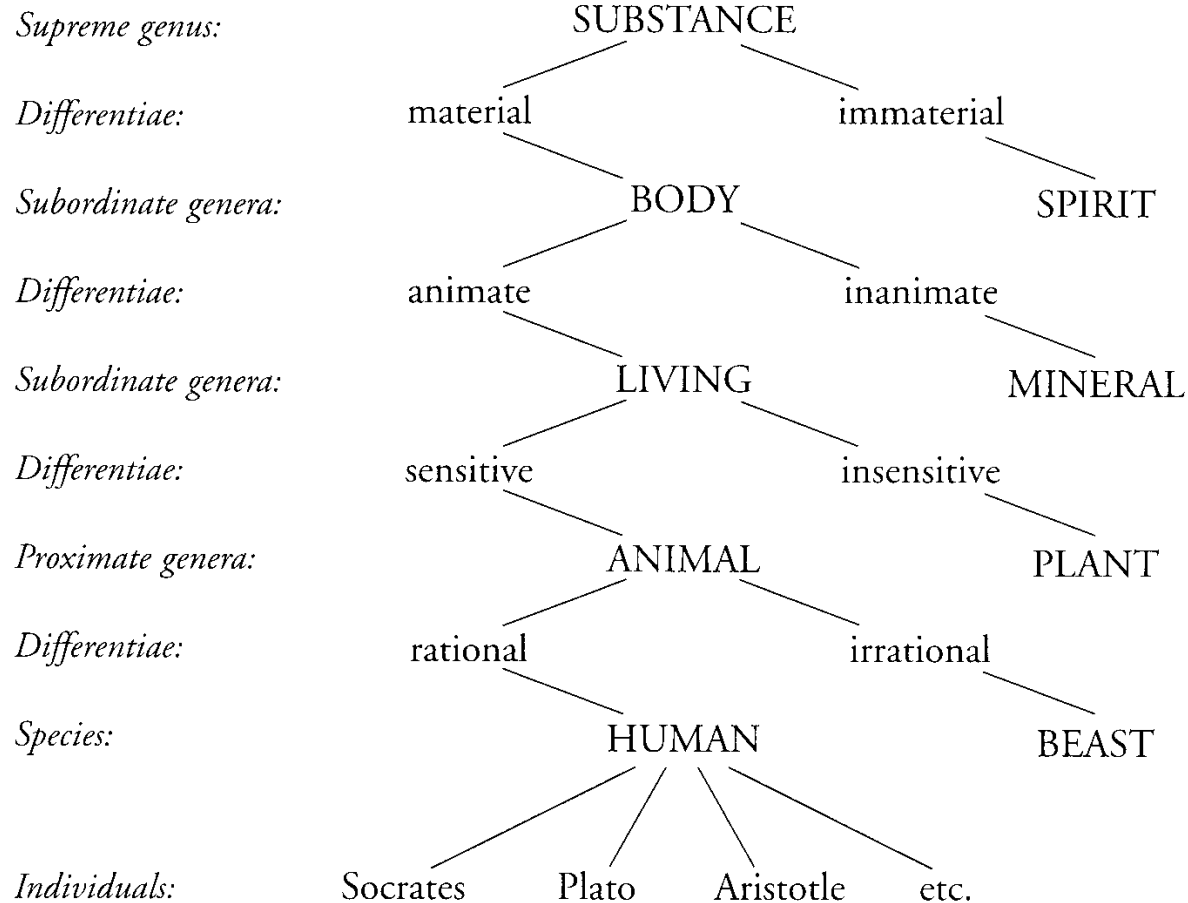 Supreme genus: SUBSTANCE
Differentiae: material immaterial
Subordinate genera: BODY SPIRIT
Differentiae: animate inanimate
Subordinate genera: LIVING MINERAL
Differentiae: sensitive insensitive
Proximate genera: ANIMAL PLANT
Differentiae: rational irrational
Species: HUMAN BEAST
Individuals: Socrates Plato Aristotle etc.